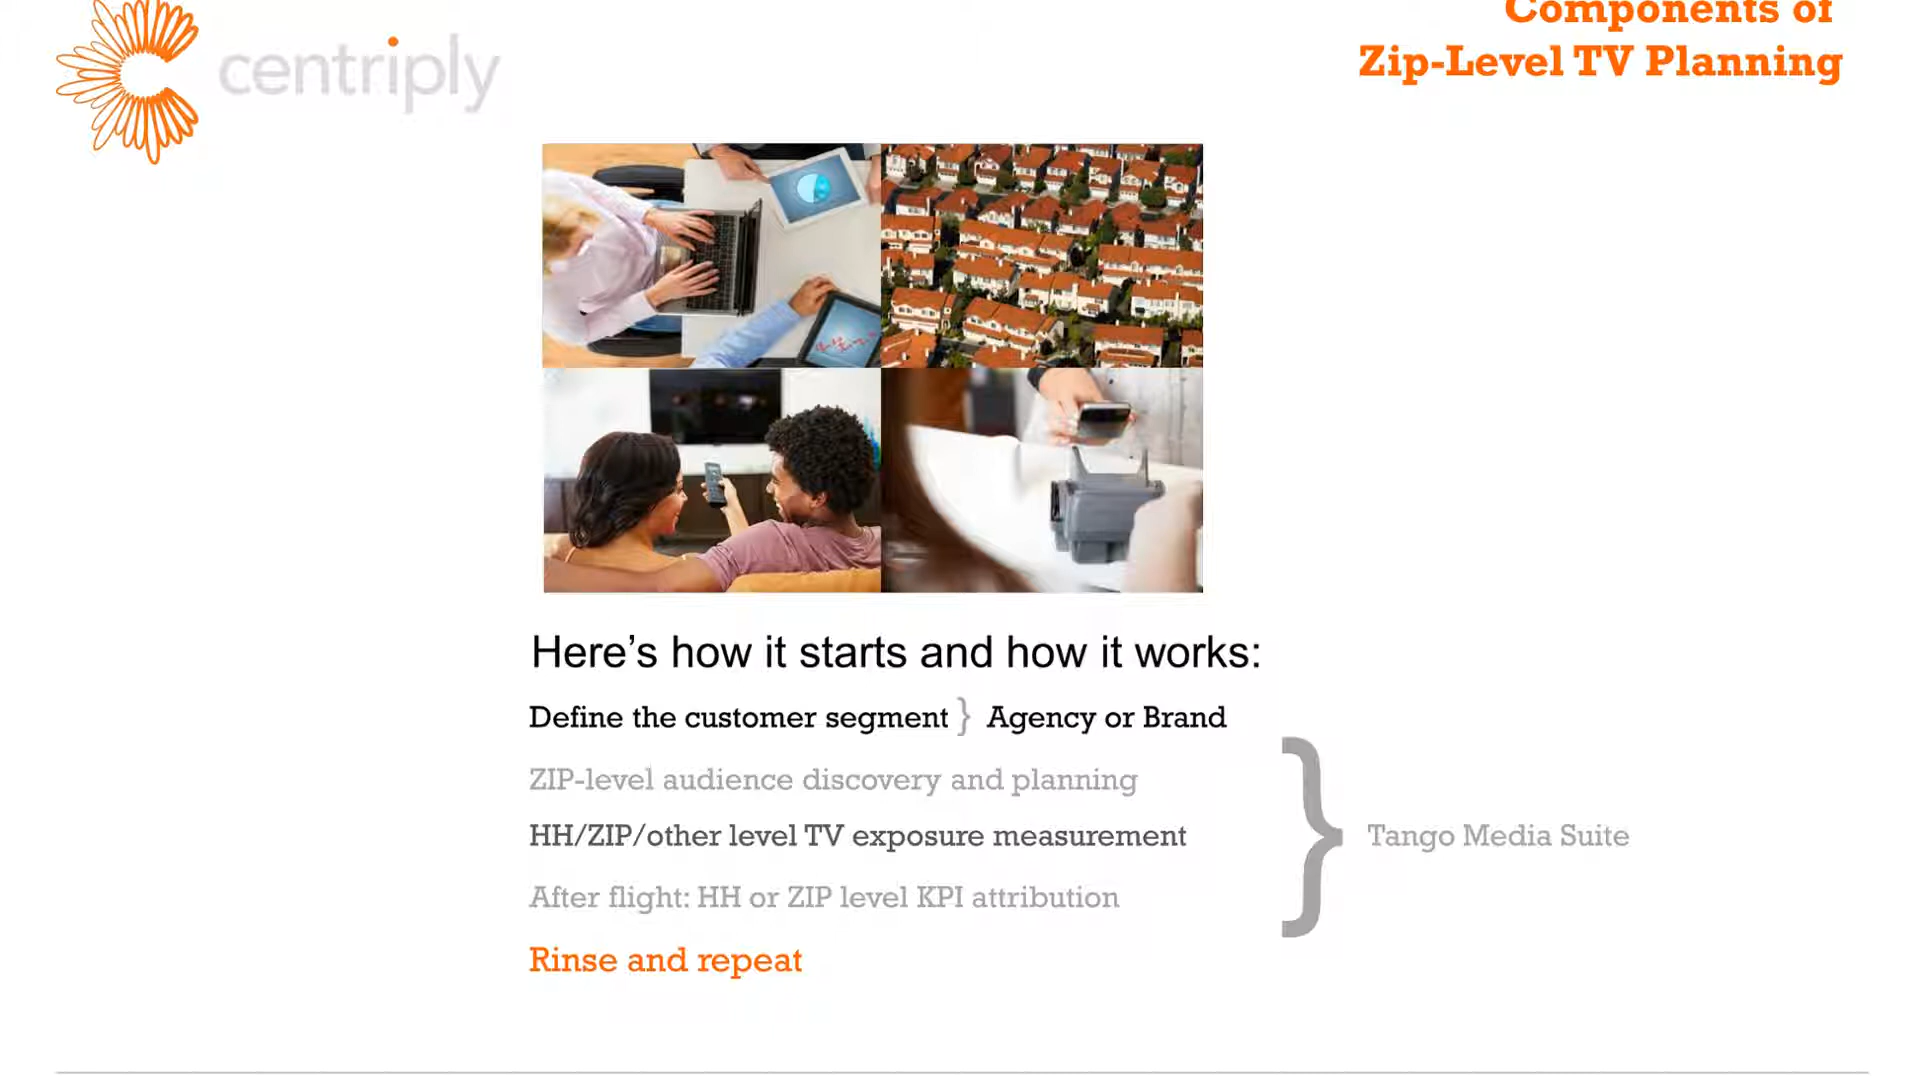 centriply
Components of
Zip-Level TV Planning
Here’s how it starts and how it works:
Define the customer segment } Agency or Brand
ZIP-level audience discovery and planning
HH/ZIP/other level TV exposure measurement
} Tango Media Suite
After flight: HH or ZIP level KPI attribution
Rinse and repeat